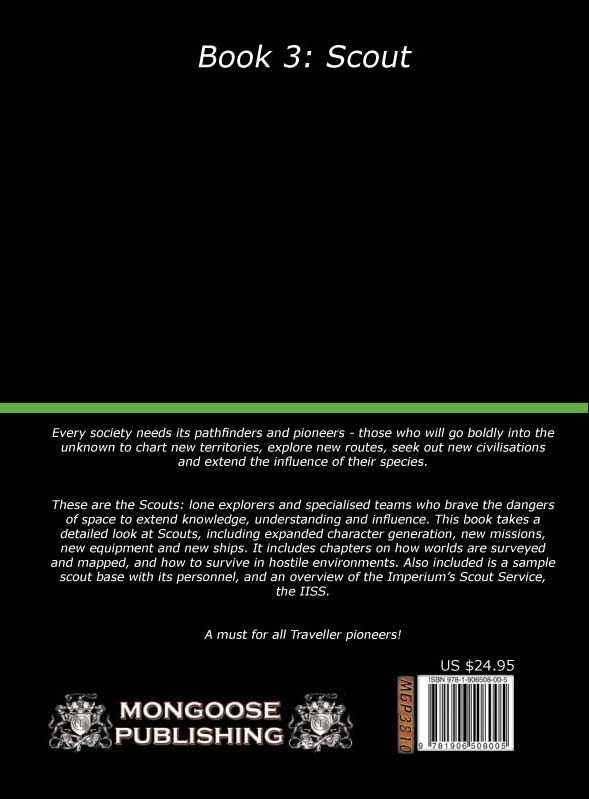 Book 3: Scout
Every society needs its pathfinders and pioneers - those who will go boldly into the
unknown to chart new territories, explore new routes, seek out new civilisations
and extend the influence of their species.
These are the Scouts: lone explorers and specialised teams who brave the dangers
of space to extend knowledge, understanding and influence. This book takes a
detailed look at Scouts, including expanded character generation, new missions,
new equipment and new ships. It includes chapters on how worlds are surveyed
and mapped, and how to survive in hostile environments. Also included is a sample
scout base with its personnel, and an overview of the Imperium's Scout Service,
the IISS.
A must for all Traveller pioneers!
US $24.95
ISBN 978-1-906508-00-5
MGP3810
9 781906 508005
MONGOOSE
PUBLISHING